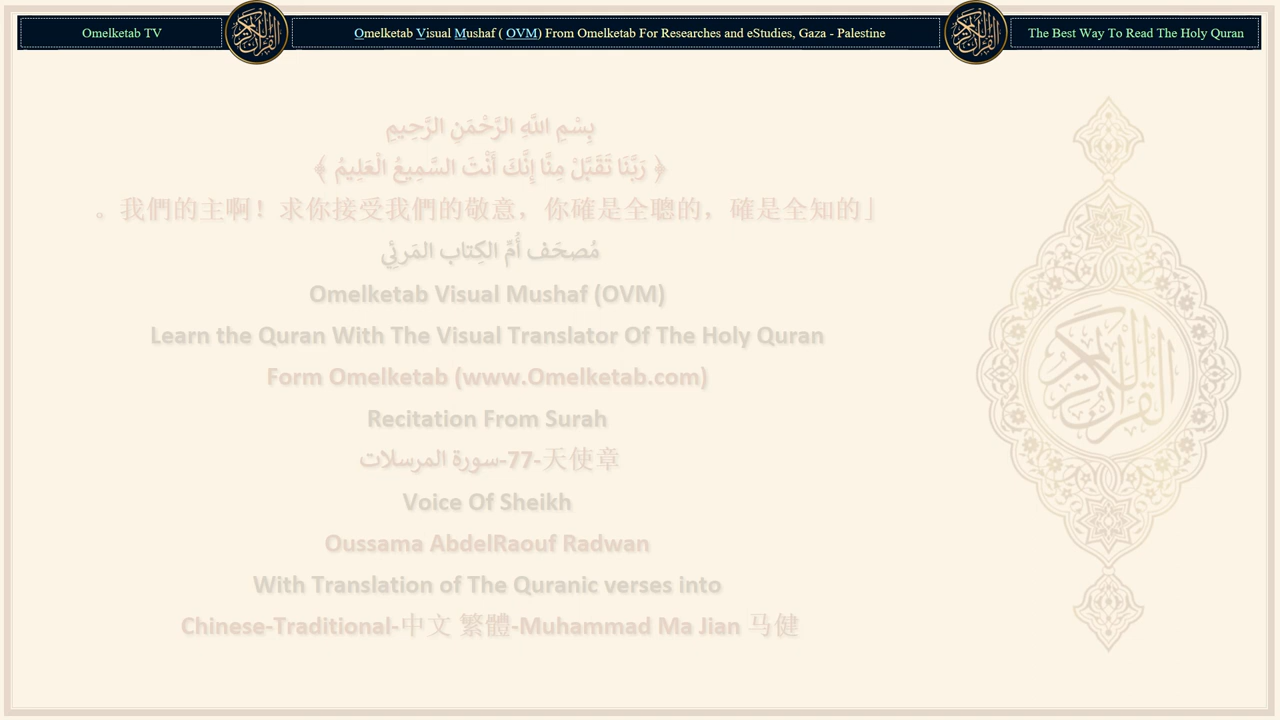 Omelketab TV
Omelketab Visual Mushaf ( OVM) From Omelketab For Researches and eStudies, Gaza - Palestine
The Best Way To Read The Holy Quran
بِسْمِ اللَّهِ الرَّحْمَنِ الرَّحِيمِ
﴿ رَبَّنَا تَقَبَّلْ مِنَّا إِنَّكَ أَنْتَ السَّمِيعُ الْعَلِيمُ ﴾
。我們的主啊！求你接受我們的敬意，你確是全聰的，確是全知的」
مُصحَف أُمِّ الكِتاب المَرئِي
Omelketab Visual Mushaf (OVM)
Learn the Quran With The Visual Translator Of The Holy Quran
Form Omelketab (www.Omelketab.com)
Recitation From Surah
سورة المرسلات-77-天使章
Voice Of Sheikh
Oussama AbdelRaouf Radwan
With Translation of The Quranic verses into
Chinese-Traditional-中文 繁體-Muhammad Ma Jian 马健
القرآن الكريم